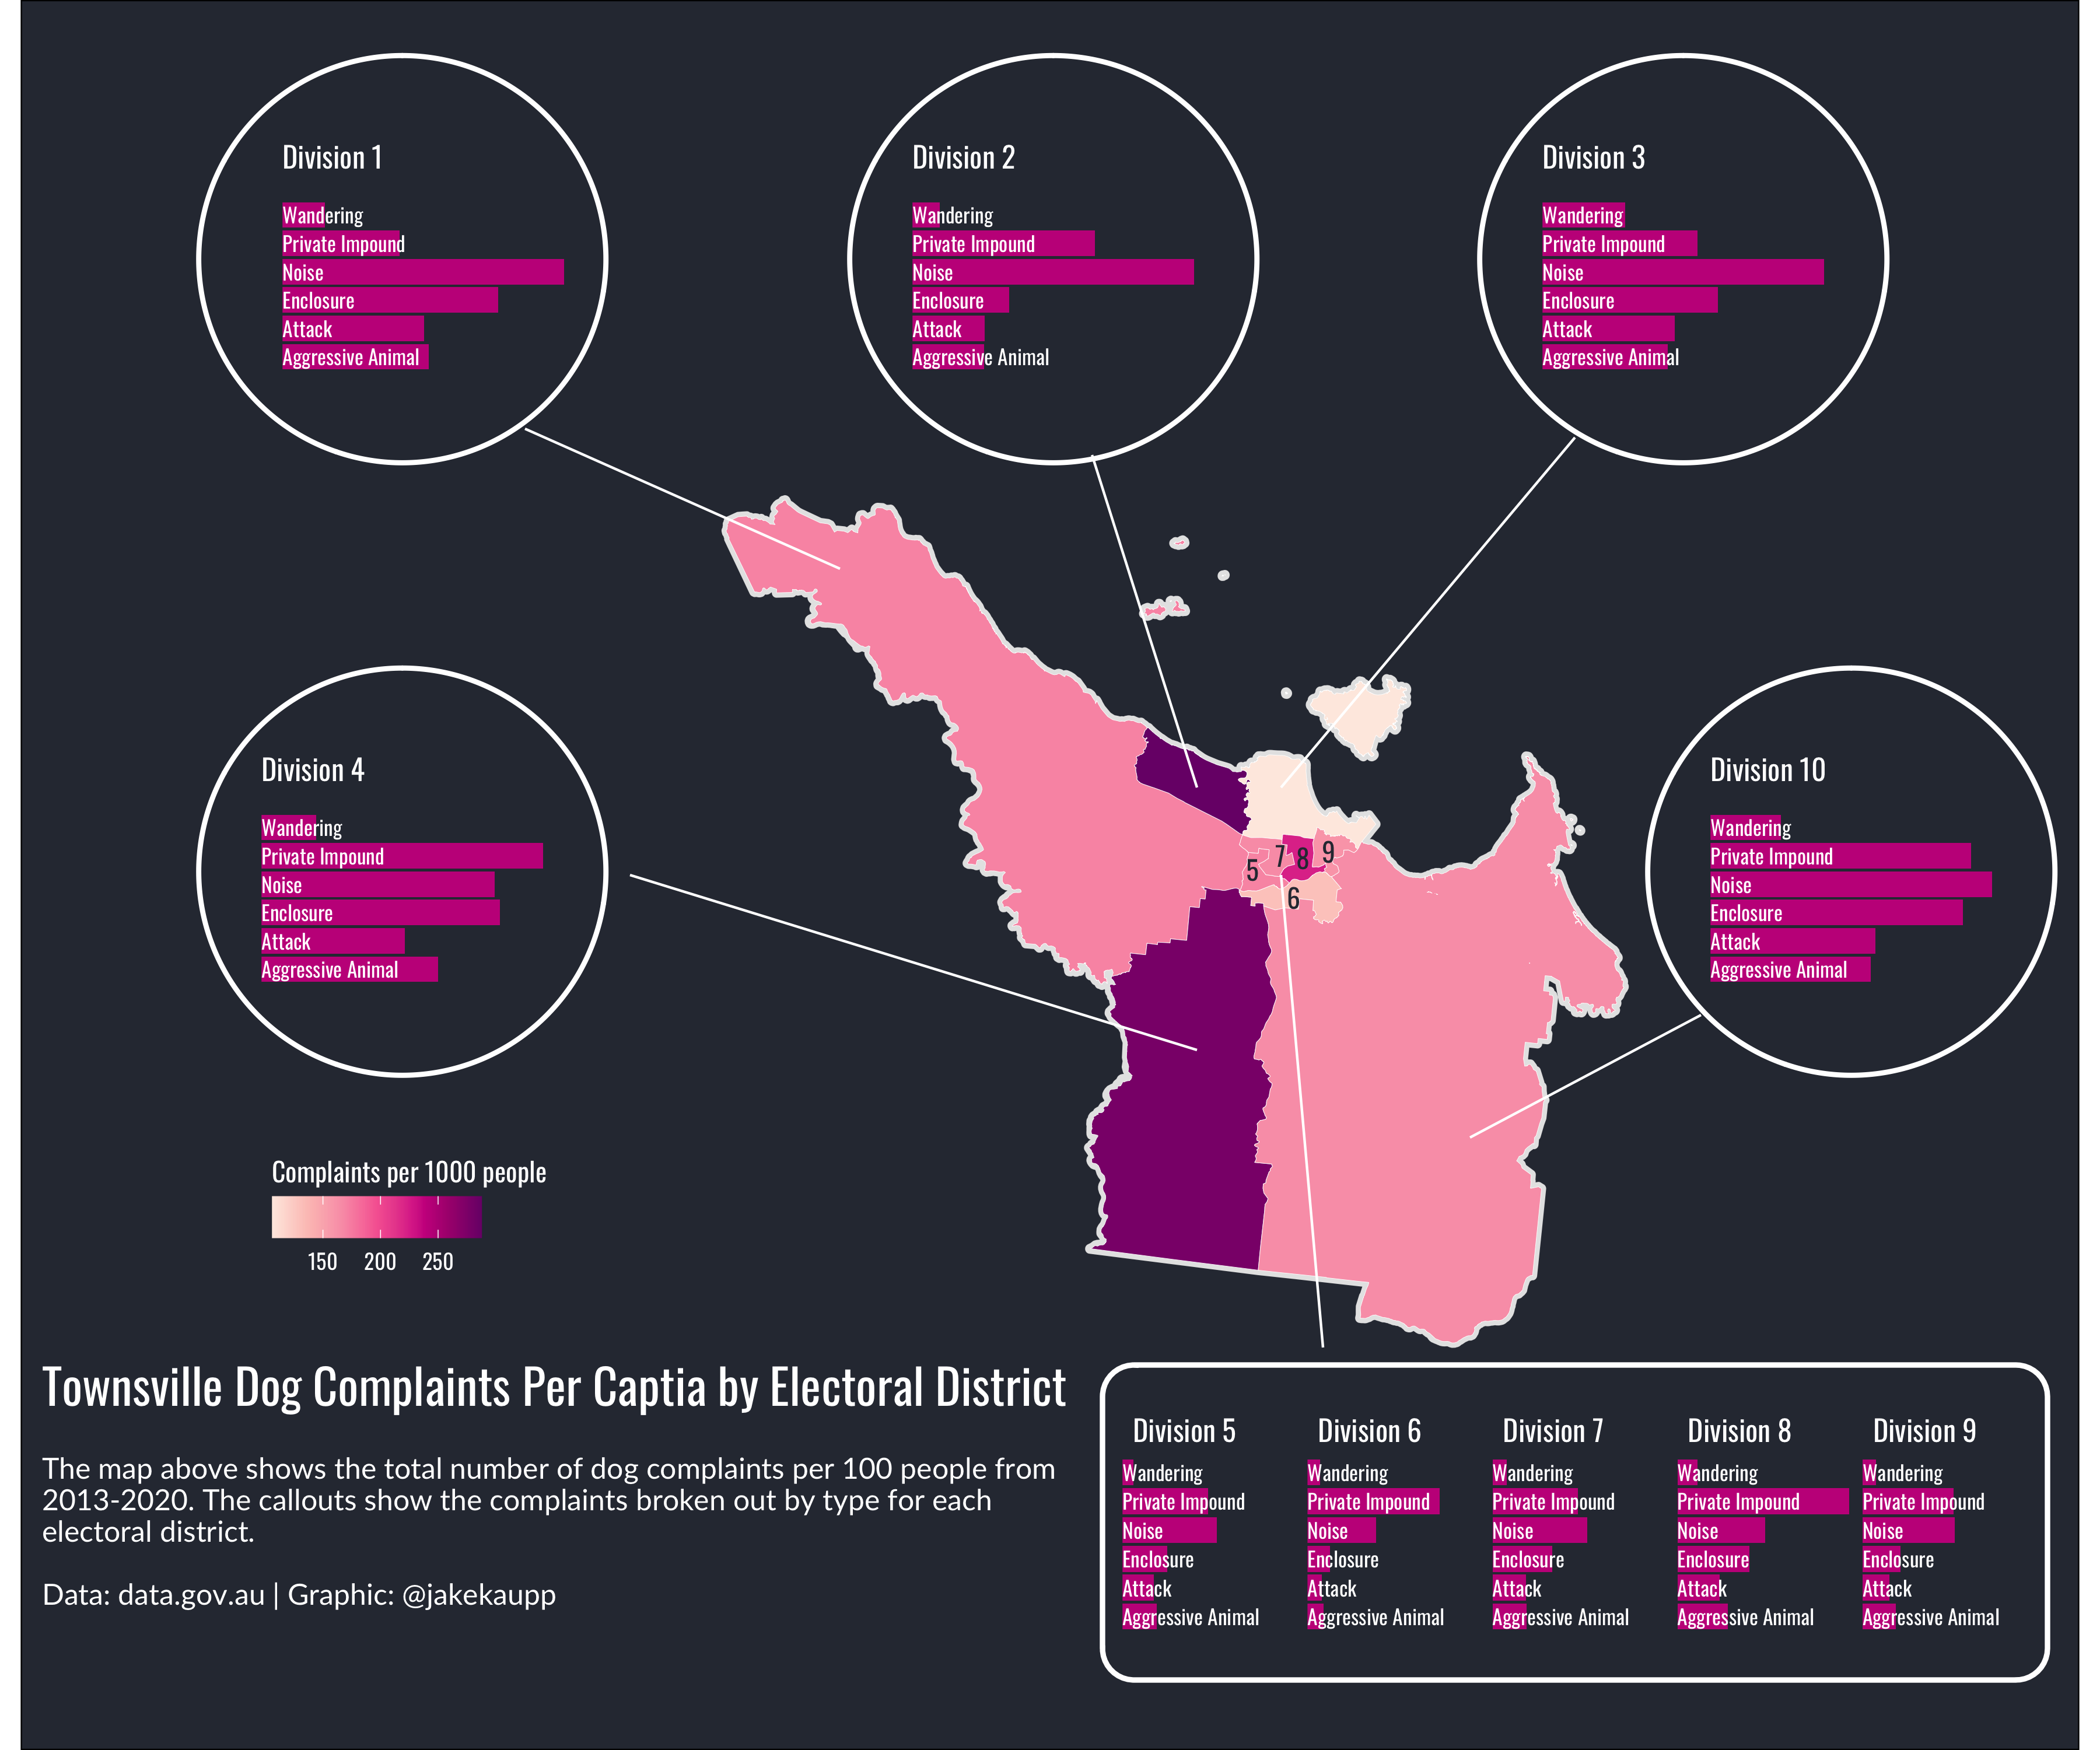 Division 1
Wandering
Private Impound
Noise
Enclosure
Attack
Aggressive Animal
Division 2
Wandering
Private Impound
Noise
Enclosure
Attack
Aggressive Animal
Division 3
Wandering
Private Impound
Noise
Enclosure
Attack
Aggressive Animal
Division 4
Wandering
Private Impound
Noise
Enclosure
Attack
Aggressive Animal
5
7
8
9
6
Division 10
Wandering
Private Impound
Noise
Enclosure
Attack
Aggressive Animal
Complaints per 1000 people
150 200 250
Townsville Dog Complaints Per Captia by Electoral District
The map above shows the total number of dog complaints per 100 people from
2013-2020. The callouts show the complaints broken out by type for each
electoral district.
Data: data.gov.au | Graphic: @jakekaupp
Division 5
Wandering
Private Impound
Noise
Enclosure
Attack
Aggressive Animal
Division 6
Wandering
Private Impound
Noise
Enclosure
Attack
Aggressive Animal
Division 7
Wandering
Private Impound
Noise
Enclosure
Attack
Aggressive Animal
Division 8
Wandering
Private Impound
Noise
Enclosure
Attack
Aggressive Animal
Division 9
Wandering
Private Impound
Noise
Enclosure
Attack
Aggressive Animal